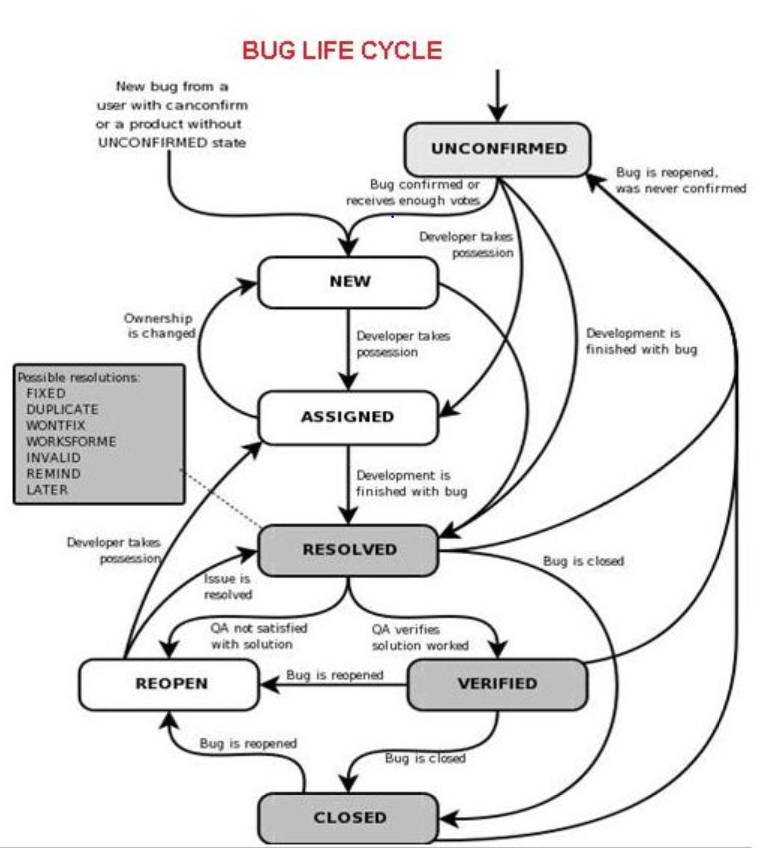 BUG LIFE CYCLE
New bug from a
user with canconfirm
or a product without
UNCONFIRMED state
UNCONFIRMED
Bug is reopened,
was never confirmed
Bug confirmed or
receives enough votes
Developer takes
possession
NEW
Ownership
is changed
Developer takes
possession
Development is
finished with bug
Possible resolutions:
FIXED
DUPLICATE
WONTFIX
WORKSFORME
INVALID
REMIND
LATER
ASSIGNED
Development is
finished with bug
RESOLVED
Developer takes
possession
Issue is
resolved
Bug is closed
QA not satisfied
with solution
QA verifies
solution worked
REOPEN
Bug is reopened
VERIFIED
Bug is reopened
Bug is closed
CLOSED